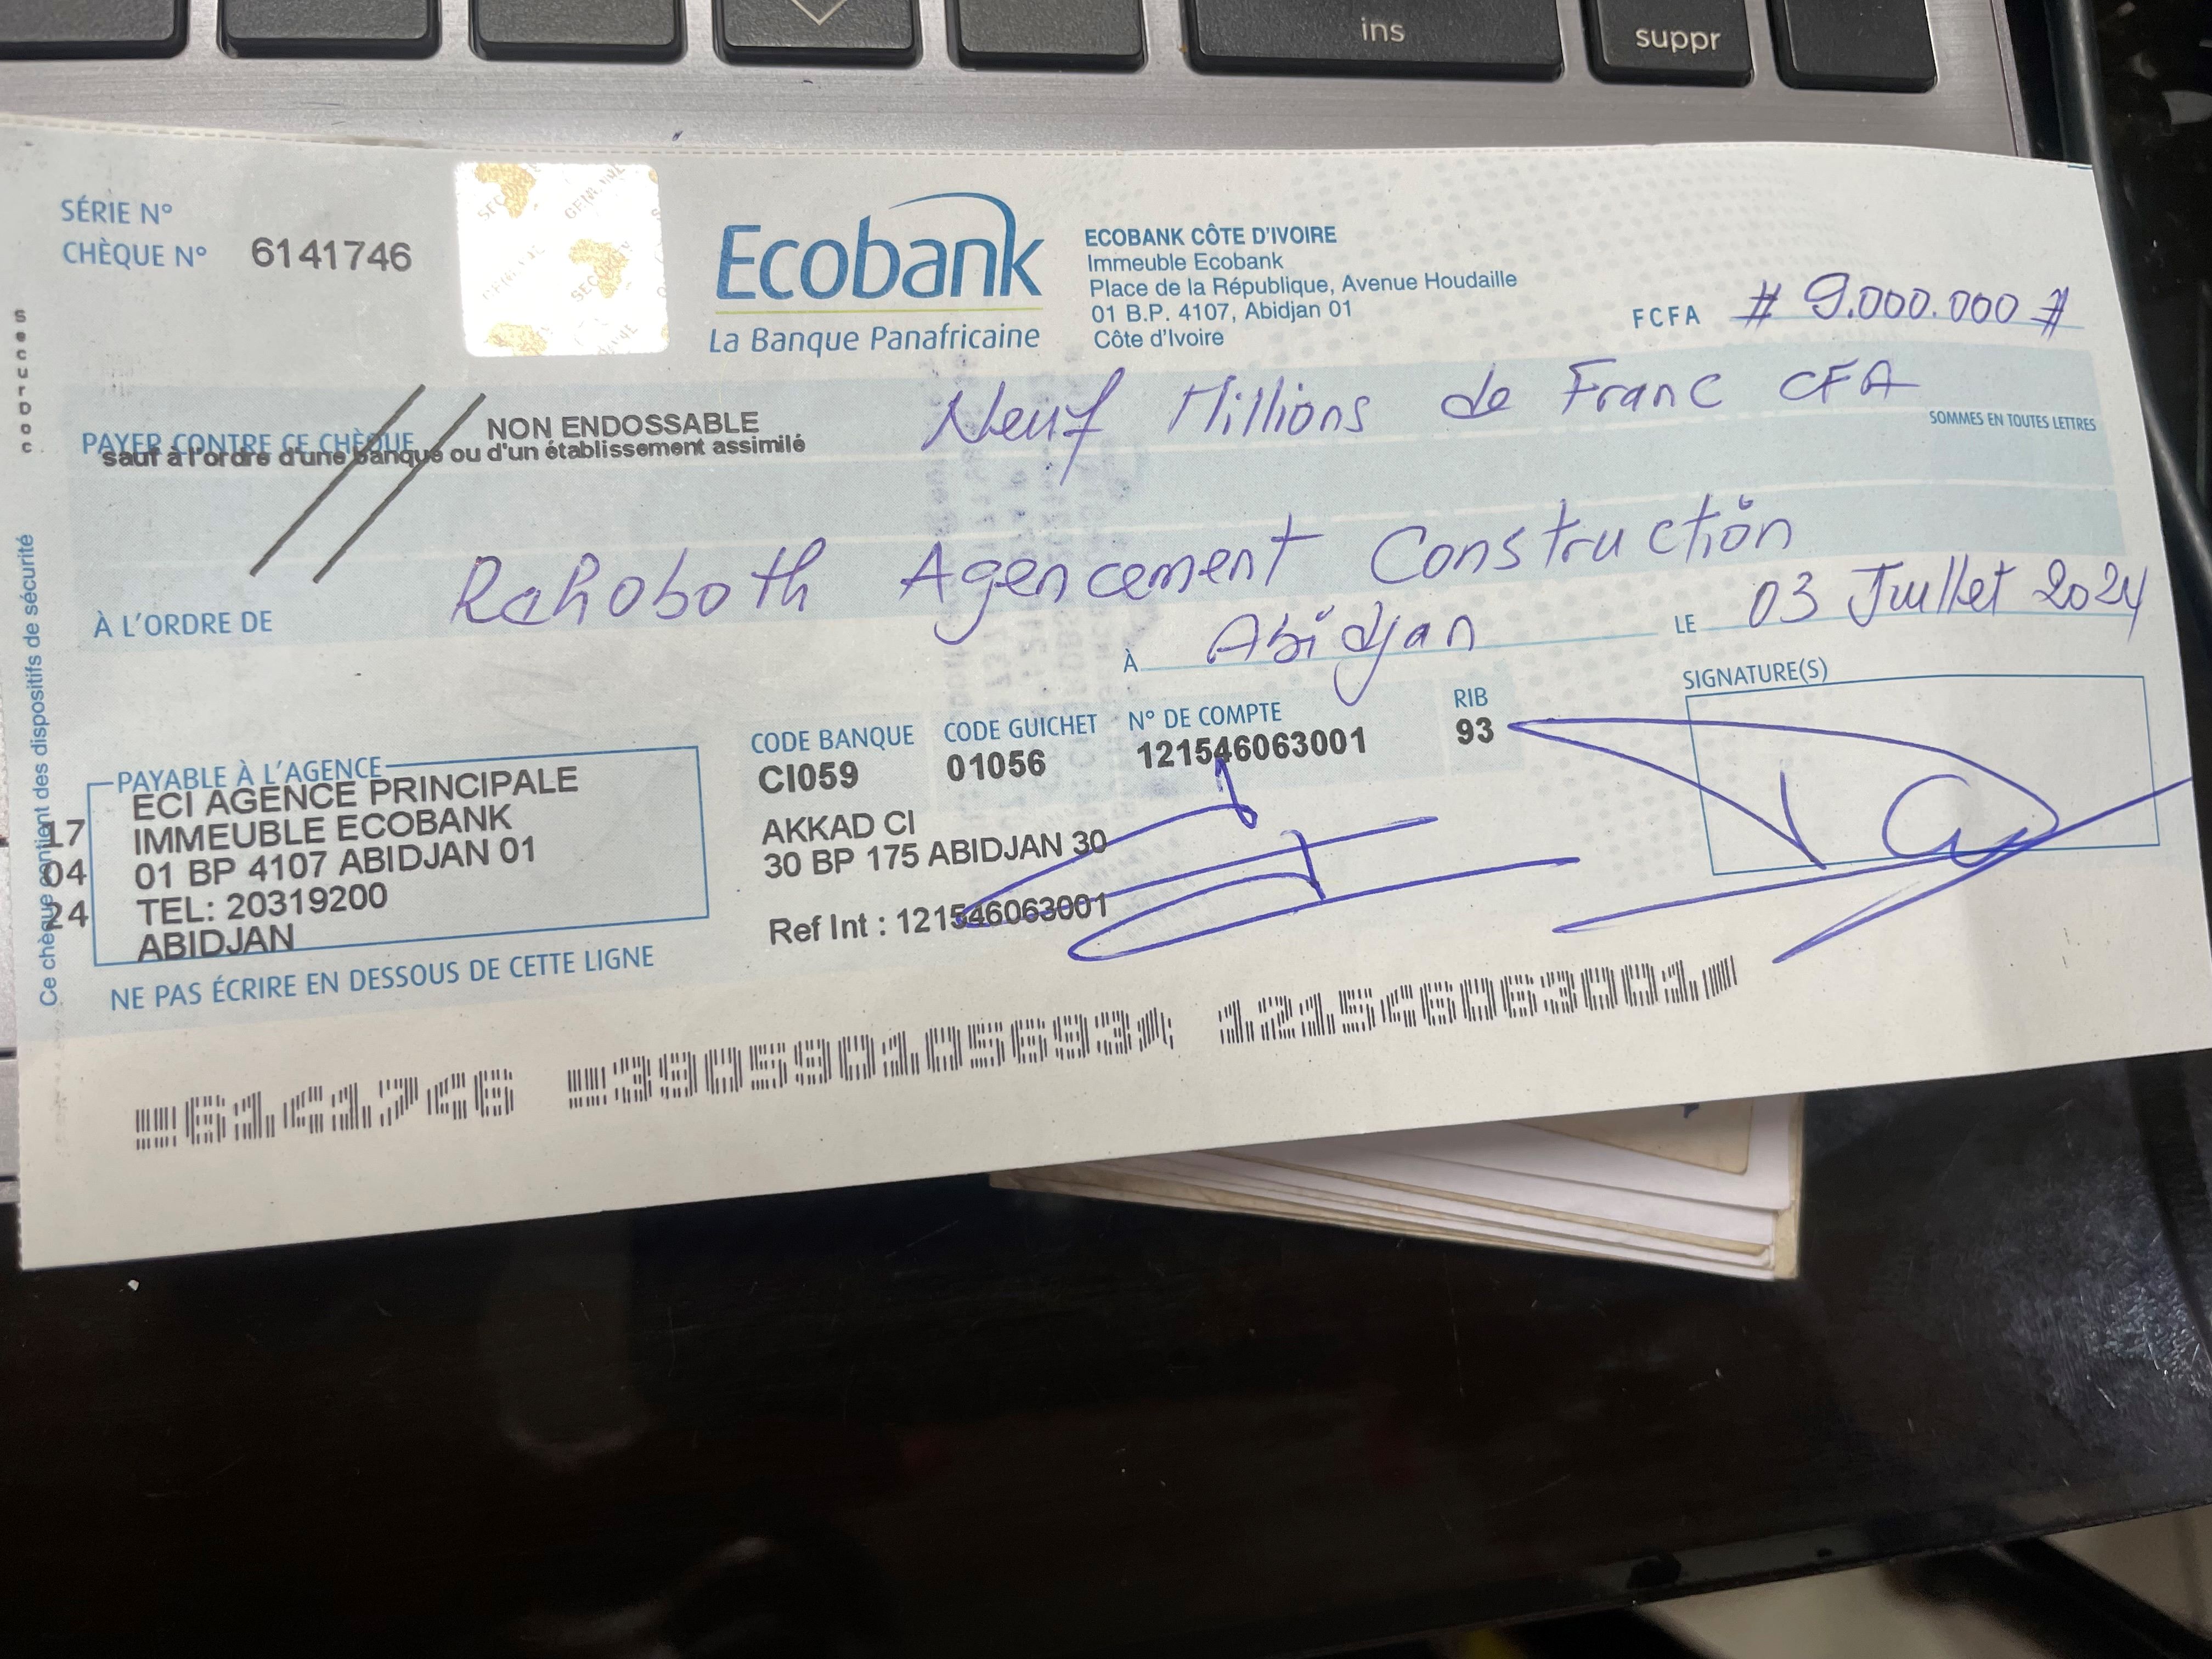 ins
suppr
SÉRIE N°
CHÈQUE N° 6141746
Ecobank
La Banque Panafricaine
ECOBANK CÔTE D'IVOIRE
Immeuble Ecobank
Place de la République, Avenue Houdaille
01 B.P. 4107, Abidjan 01
Côte d'Ivoire
FCFA # 9.000.000 #
PAYER CONTRE CE CHÈQUE
NON ENDOSSABLE
sauf à l'ordre d'une banque ou d'un établissement assimilé
Neuf Millions de Franc CFA
SOMMES EN TOUTES LETTRES
À L'ORDRE DE Rahoboth Agencement Construction
À Abidjan LE 03 Juillet 2024
SIGNATURE(S)
PAYABLE À L'AGENCE
ECI AGENCE PRINCIPALE
IMMEUBLE ECOBANK
01 BP 4107 ABIDJAN 01
TEL: 20319200
ABIDJAN
17
04
24
CODE BANQUE CODE GUICHET N° DE COMPTE RIB
CI059 01056 121546063001 93
AKKAD CI
30 BP 175 ABIDJAN 30
Ref Int : 121546063001
NE PAS ÉCRIRE EN DESSOUS DE CETTE LIGNE
6141746 390590105693 121546063001
securdoc
Ce chèque contient des dispositifs de sécurité